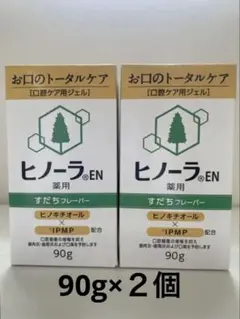 お口のトータルケア
【口腔ケア用ジェル】
ヒノーラ®EN
薬用
すだちフレーバー
ヒノキチオール
×
*IPMP 配合
90g
お口のトータルケア
【口腔ケア用ジェル】
ヒノーラ®EN
薬用
すだちフレーバー
ヒノキチオール
×
*IPMP 配合
90g
90g×２個